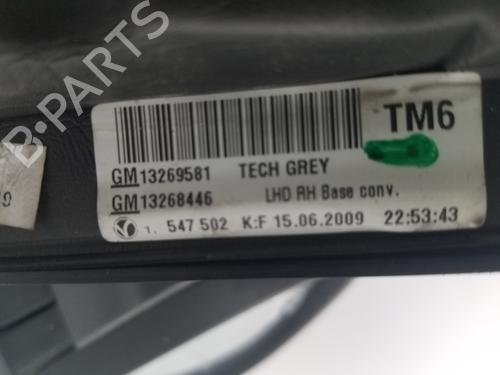 B-PARTS
TM6
GM13269581 TECH GREY
GM13268446 LHD RH Base conv.
1. 547 502 K:F 15.06.2009 22:53:43